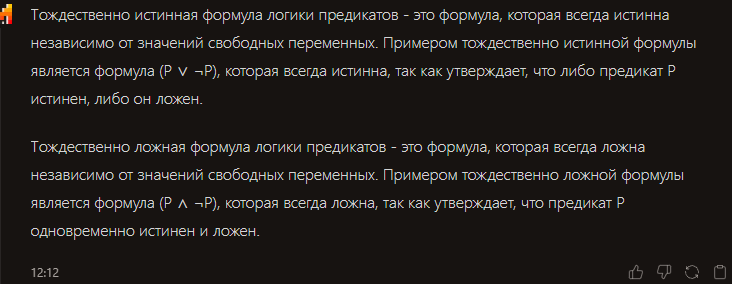 Тождественно истинная формула логики предикатов - это формула, которая всегда истинна
независимо от значений свободных переменных. Примером тождественно истинной формулы
является формула (P ∨ ¬P), которая всегда истинна, так как утверждает, что либо предикат P
истинен, либо он ложен.
Тождественно ложная формула логики предикатов - это формула, которая всегда ложна
независимо от значений свободных переменных. Примером тождественно ложной формулы
является формула (P ∧ ¬P), которая всегда ложна, так как утверждает, что предикат P
одновременно истинен и ложен.
12:12